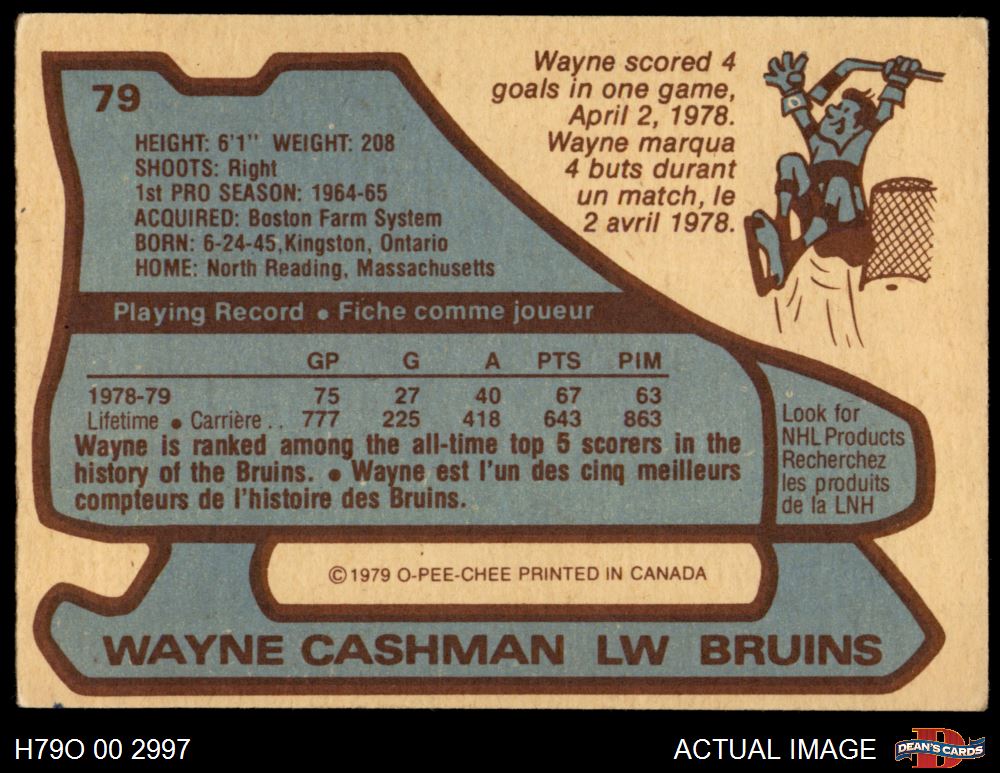 79
HEIGHT: 6'1" WEIGHT: 208
SHOOTS: Right
1st PRO SEASON: 1964-65
ACQUIRED: Boston Farm System
BORN: 6-24-45,Kingston, Ontario
HOME: North Reading, Massachusetts
Wayne scored 4
goals in one game,
April 2, 1978.
Wayne marqua
4 buts durant
un match, le
2 avril 1978.
Playing Record • Fiche comme joueur
GP G A PTS PIM
1978-79 75 27 40 67 63
Lifetime • Carrière .. 777 225 418 643 863
Wayne is ranked among the all-time top 5 scorers in the
history of the Bruins. • Wayne est l'un des cinq meilleurs
compteurs de l'histoire des Bruins.
Look for
NHL Products
Recherchez
les produits
de la LNH
© 1979 O-PEE-CHEE PRINTED IN CANADA
WAYNE CASHMAN LW BRUINS
H79O 00 2997
ACTUAL IMAGE
D
DEAN'S CARDS